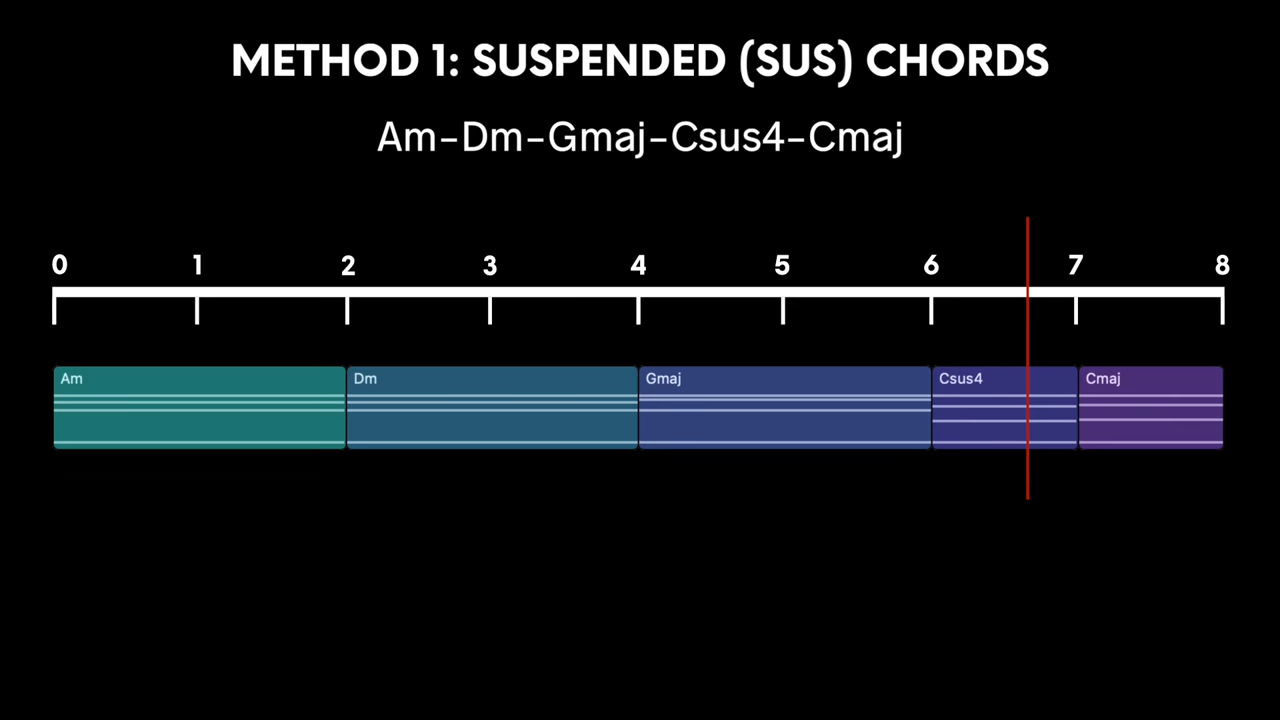 METHOD 1: SUSPENDED (SUS) CHORDS
Am-Dm-Gmaj-Csus4-Cmaj
0 1 2 3 4 5 6 7 8
Am Dm Gmaj Csus4 Cmaj